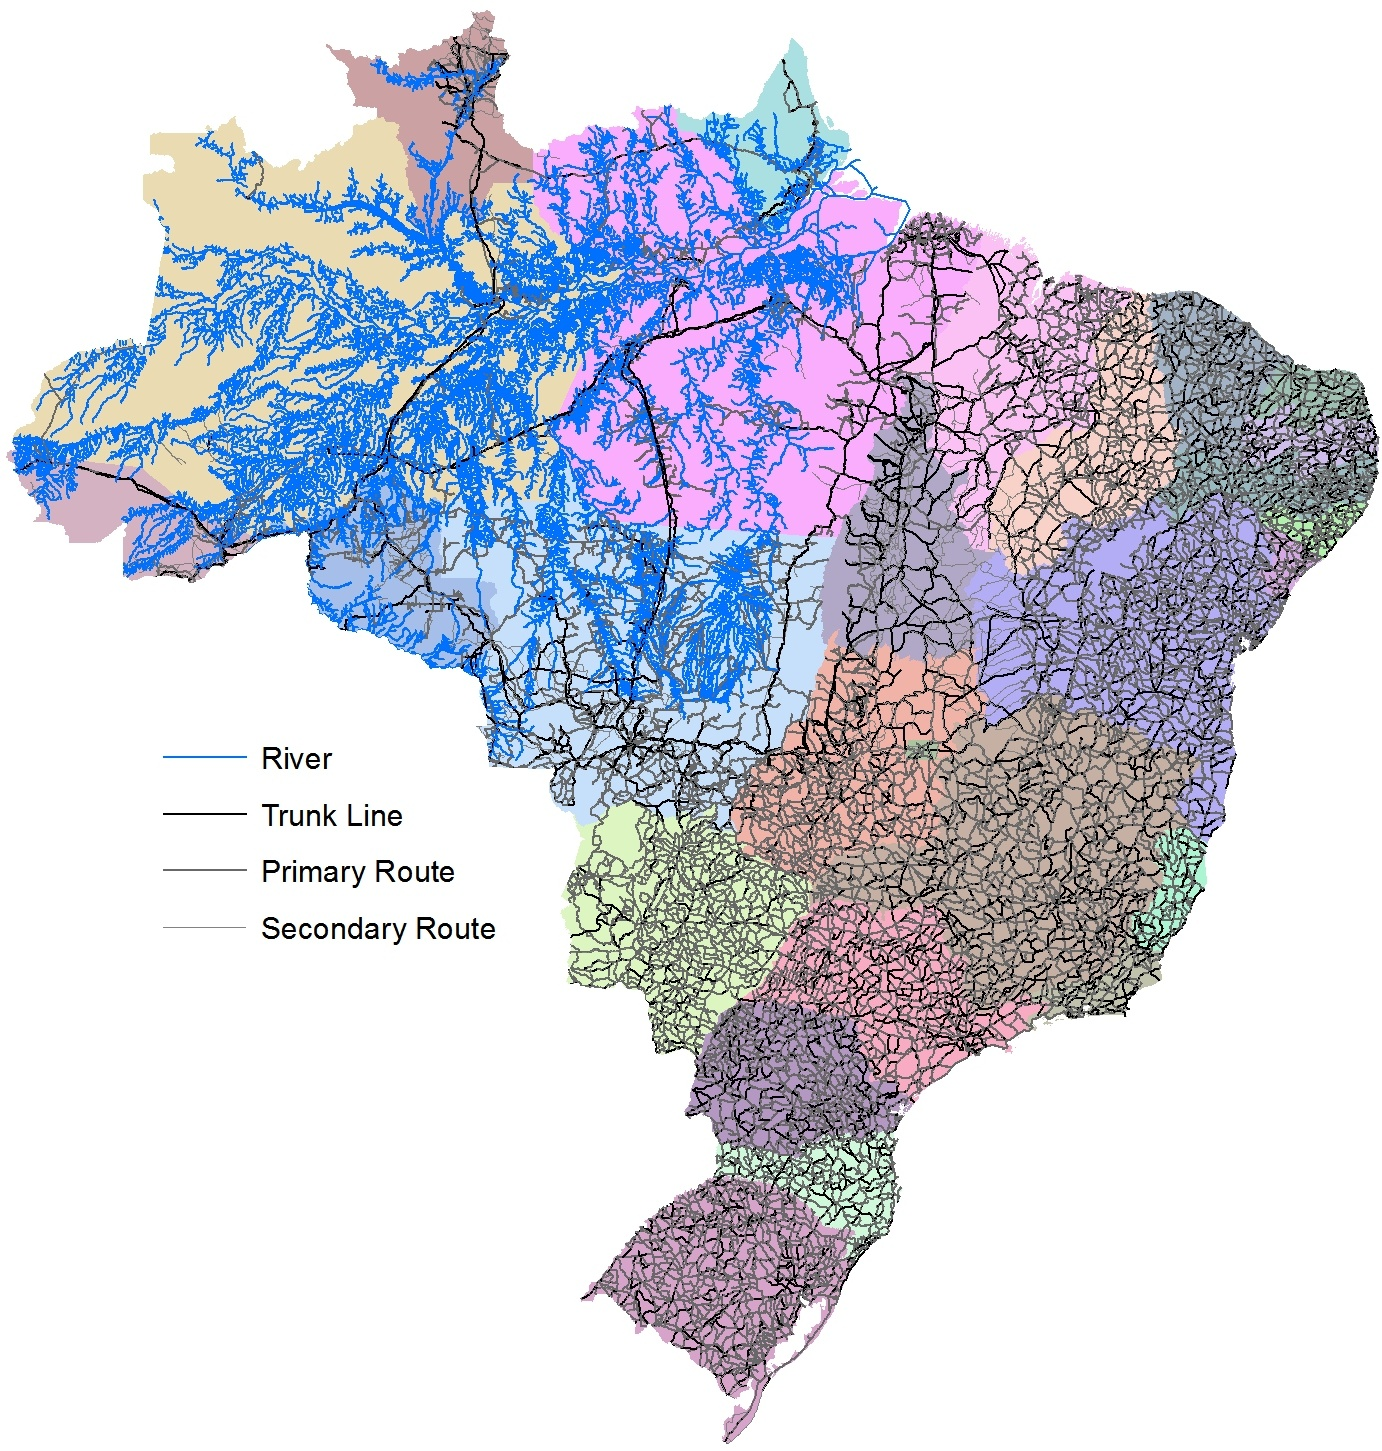 River
Trunk Line
Primary Route
Secondary Route